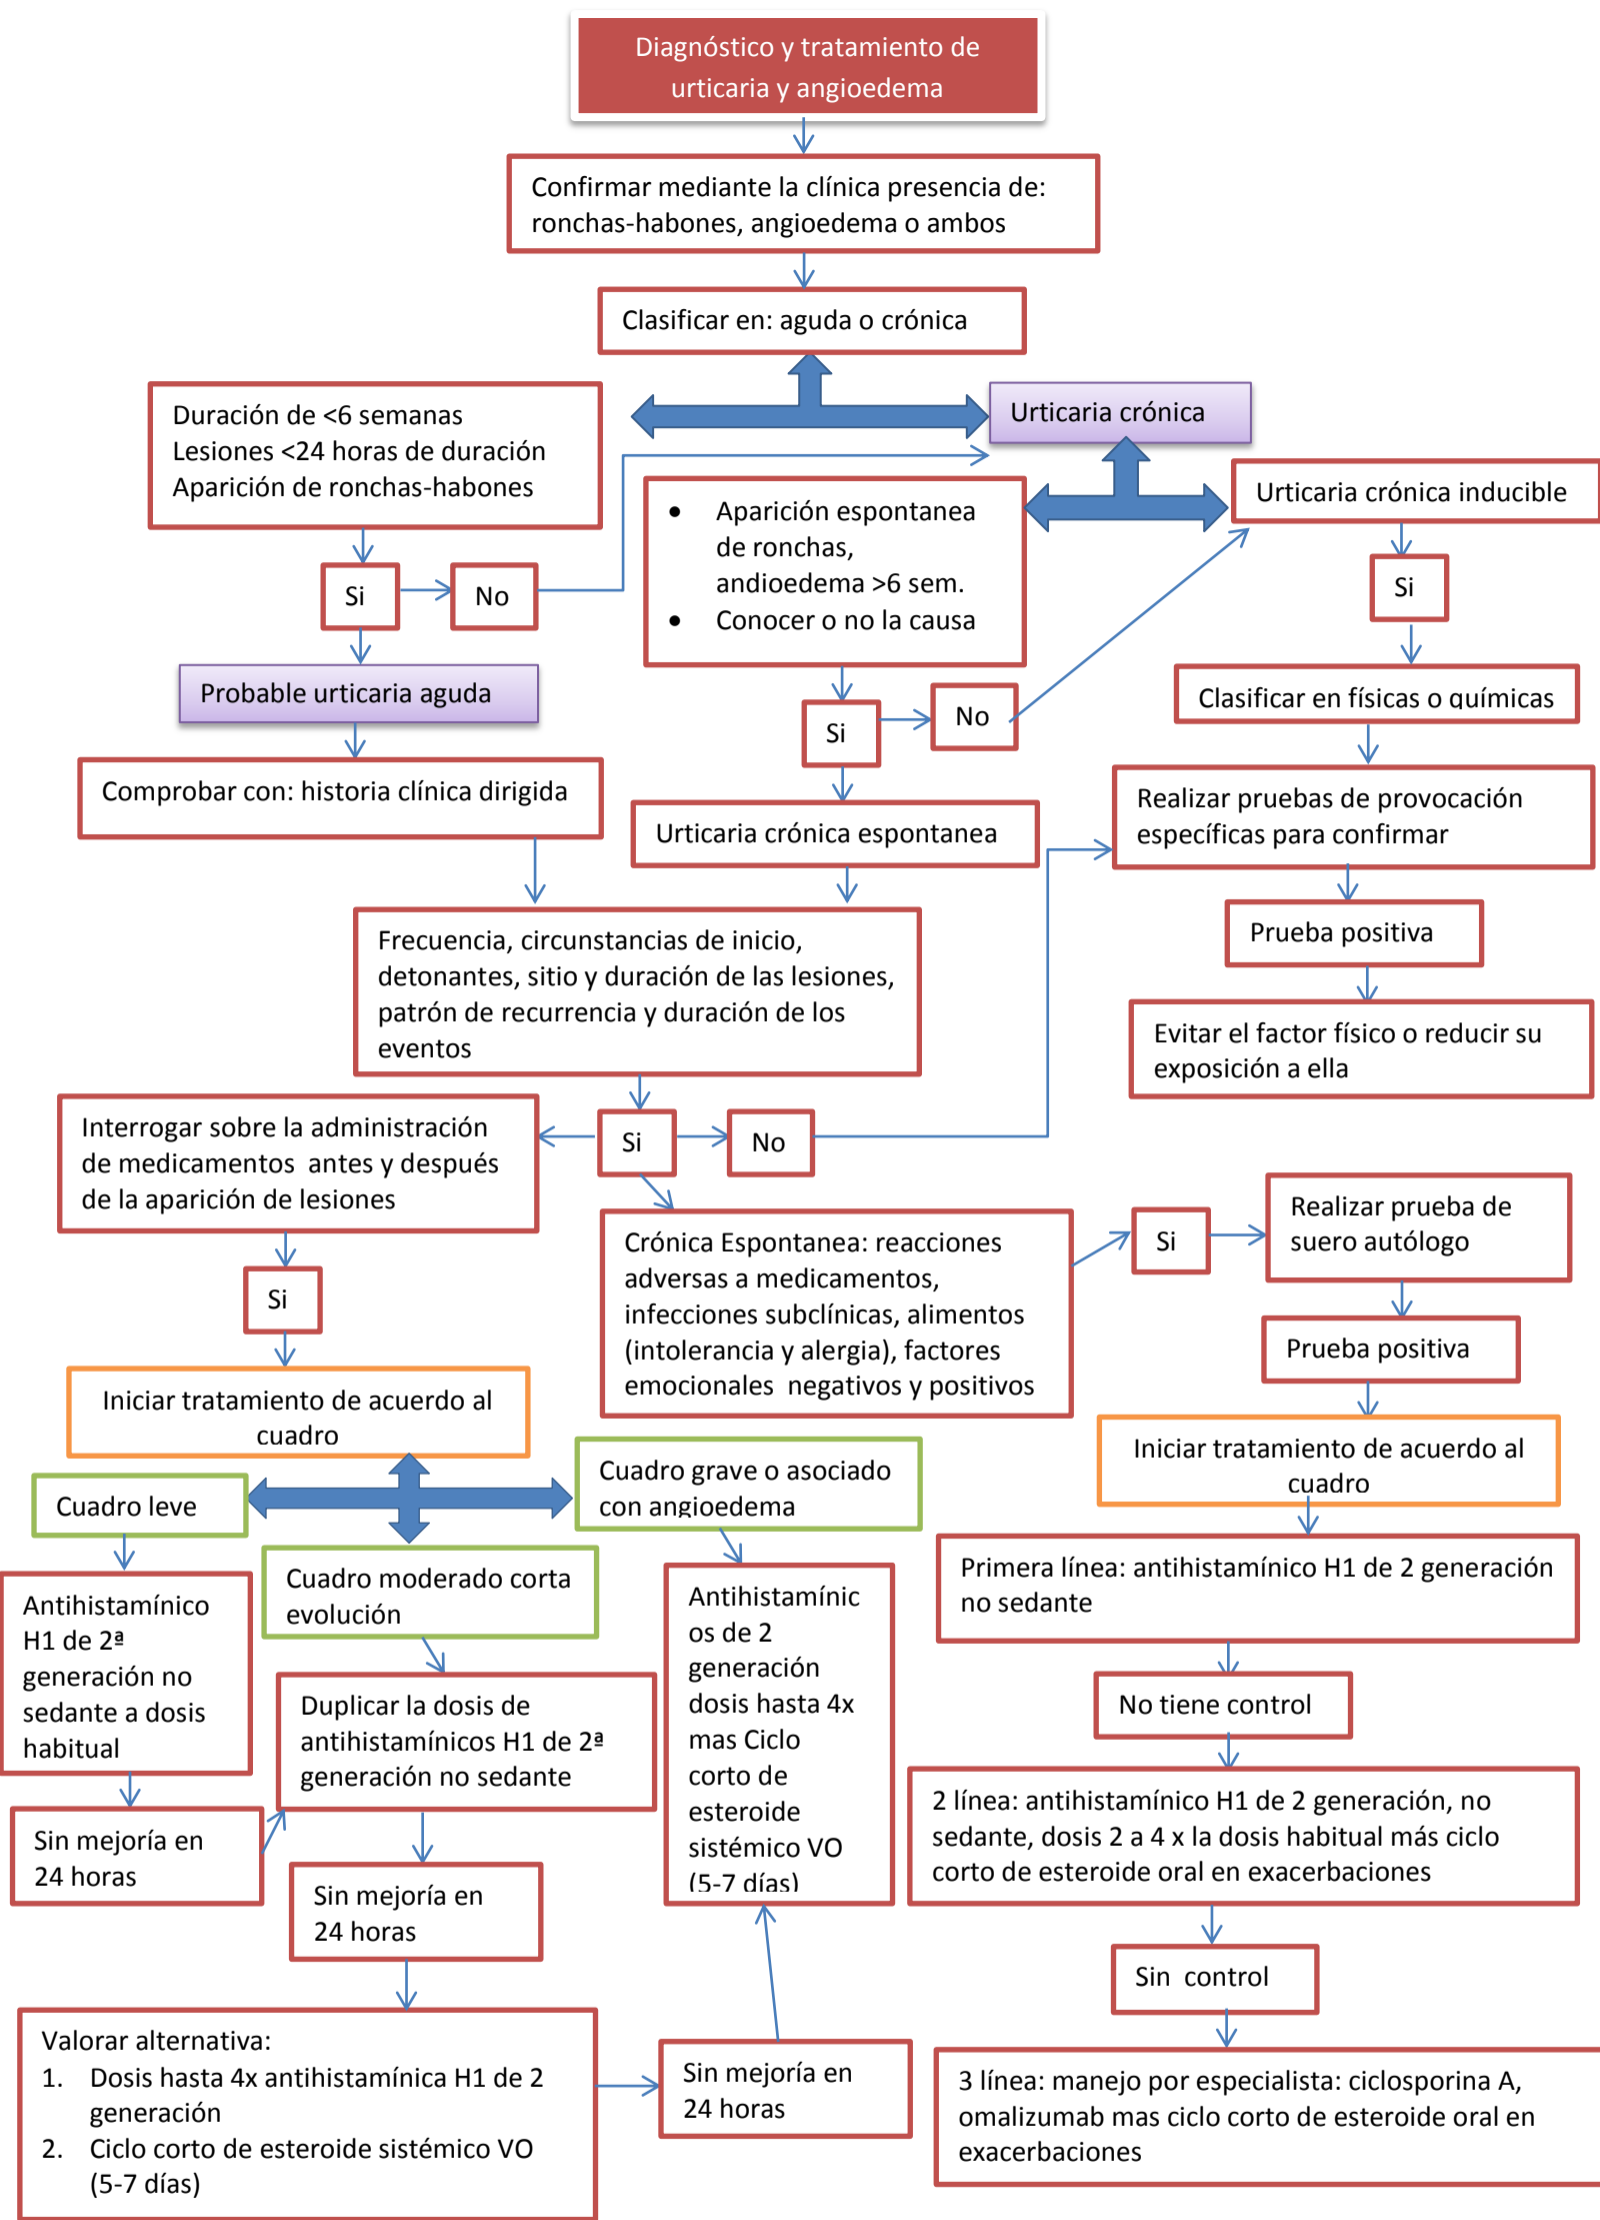 Diagnóstico y tratamiento de
urticaria y angioedema
Confirmar mediante la clínica presencia de:
ronchas-habones, angioedema o ambos
Clasificar en: aguda o crónica
Duración de <6 semanas
Lesiones <24 horas de duración
Aparición de ronchas-habones
Urticaria crónica
Urticaria crónica inducible
• Aparición espontanea
de ronchas,
andioedema >6 sem.
• Conocer o no la causa
Si
No
Si
Probable urticaria aguda
Clasificar en físicas o químicas
Si
No
Comprobar con: historia clínica dirigida
Realizar pruebas de provocación
específicas para confirmar
Urticaria crónica espontanea
Prueba positiva
Frecuencia, circunstancias de inicio,
detonantes, sitio y duración de las lesiones,
patrón de recurrencia y duración de los
eventos
Evitar el factor físico o reducir su
exposición a ella
Interrogar sobre la administración
de medicamentos antes y después
de la aparición de lesiones
Si
No
Realizar prueba de
suero autólogo
Si
Crónica Espontanea: reacciones
adversas a medicamentos,
infecciones subclínicas, alimentos
(intolerancia y alergia), factores
emocionales negativos y positivos
Si
Prueba positiva
Iniciar tratamiento de acuerdo al
cuadro
Iniciar tratamiento de acuerdo al
cuadro
Cuadro leve
Cuadro grave o asociado
con angioedema
Cuadro moderado corta
evolución
Primera línea: antihistamínico H1 de 2 generación
no sedante
Antihistamínico
H1 de 2ª
generación no
sedante a dosis
habitual
Antihistamínic
os de 2
generación
dosis hasta 4x
mas Ciclo
corto de
esteroide
sistémico VO
(5-7 días)
Duplicar la dosis de
antihistamínicos H1 de 2ª
generación no sedante
No tiene control
2 línea: antihistamínico H1 de 2 generación, no
sedante, dosis 2 a 4 x la dosis habitual más ciclo
corto de esteroide oral en exacerbaciones
Sin mejoría en
24 horas
Sin mejoría en
24 horas
Sin control
Valorar alternativa:
1. Dosis hasta 4x antihistamínica H1 de 2
generación
2. Ciclo corto de esteroide sistémico VO
(5-7 días)
Sin mejoría en
24 horas
3 línea: manejo por especialista: ciclosporina A,
omalizumab mas ciclo corto de esteroide oral en
exacerbaciones